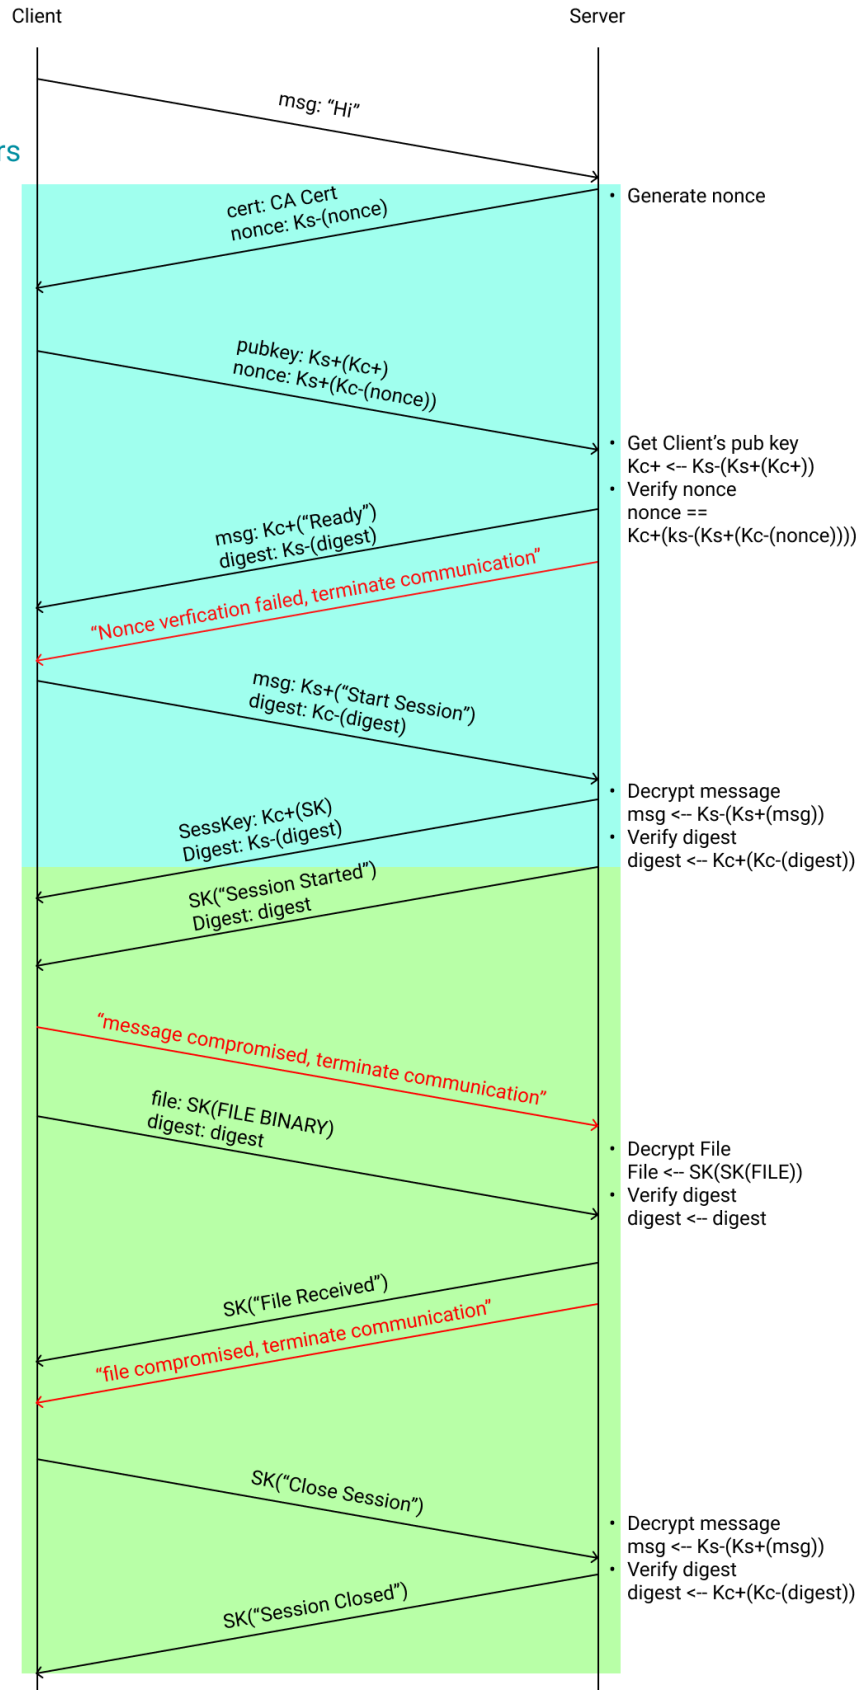 Client
Server
msg: “Hi”
rs
cert: CA Cert
nonce: Ks-(nonce)
• Generate nonce
pubkey: Ks+(Kc+)
nonce: Ks+(Kc-(nonce))
• Get Client’s pub key
Kc+ <-- Ks-(Ks+(Kc+))
• Verify nonce
nonce ==
Kc+(ks-(Ks+(Kc-(nonce))))
msg: Kc+(“Ready”)
digest: Ks-(digest)
“Nonce verfication failed, terminate communication”
msg: Ks+(“Start Session”)
digest: Kc-(digest)
• Decrypt message
msg <-- Ks-(Ks+(msg))
• Verify digest
digest <-- Kc+(Kc-(digest))
SessKey: Kc+(SK)
Digest: Ks-(digest)
SK(“Session Started”)
Digest: digest
“message compromised, terminate communication”
file: SK(FILE BINARY)
digest: digest
• Decrypt File
File <-- SK(SK(FILE))
• Verify digest
digest <-- digest
SK(“File Received”)
“file compromised, terminate communication”
SK(“Close Session”)
• Decrypt message
msg <-- Ks-(Ks+(msg))
• Verify digest
digest <-- Kc+(Kc-(digest))
SK(“Session Closed”)